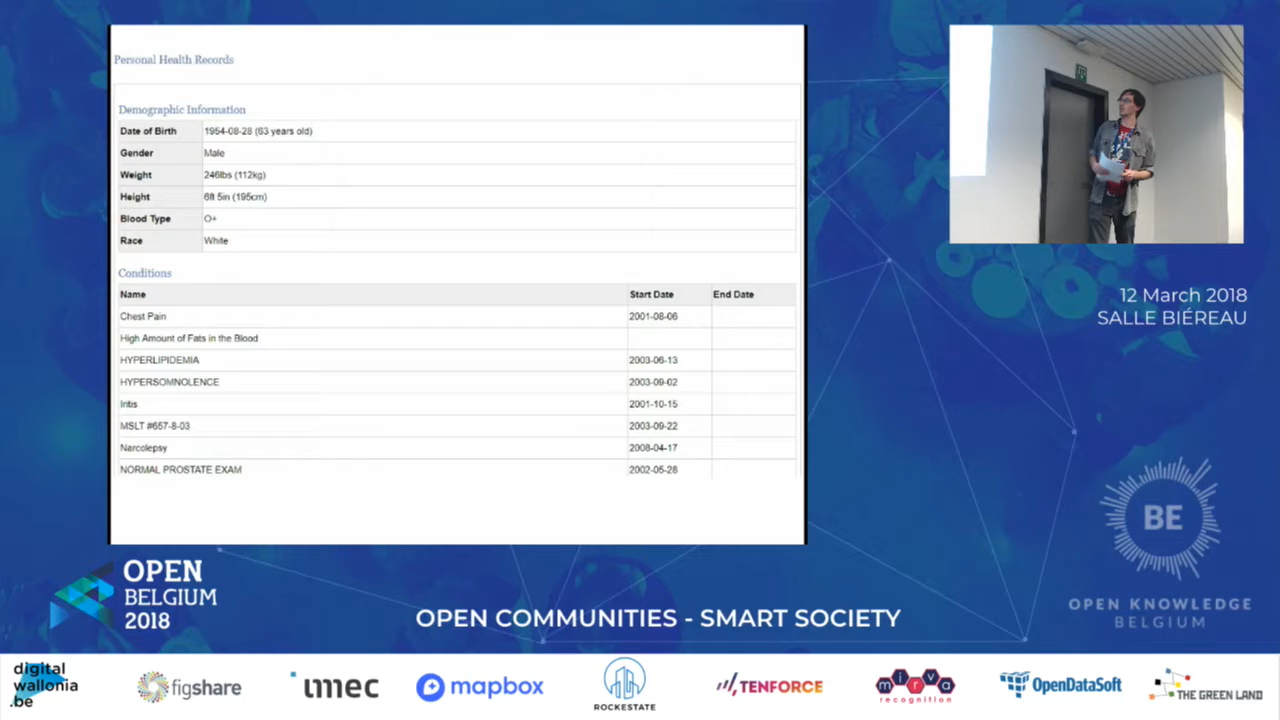 Personal Health Records
Demographic Information
Date of Birth 1954-08-28 (63 years old)
Gender Male
Weight 246lbs (112kg)
Height 6ft 5in (195cm)
Blood Type O+
Race White
Conditions
Name Start Date End Date
Chest Pain 2001-08-06
High Amount of Fats in the Blood
HYPERLIPIDEMIA 2003-06-13
HYPERSOMNOLENCE 2003-09-02
Iritis 2001-10-15
MSLT #657-8-03 2003-09-22
Narcolepsy 2008-04-17
NORMAL PROSTATE EXAM 2002-05-28
12 March 2018
SALLE BIÉREAU
BE
OPEN KNOWLEDGE
BELGIUM
OPEN
BELGIUM
2018
OPEN COMMUNITIES - SMART SOCIETY
digital
wallonia
.be
figshare
imec
mapbox
ROCKESTATE
TENFORCE
mirva
recognition
OpenDataSoft
THE GREEN LAND